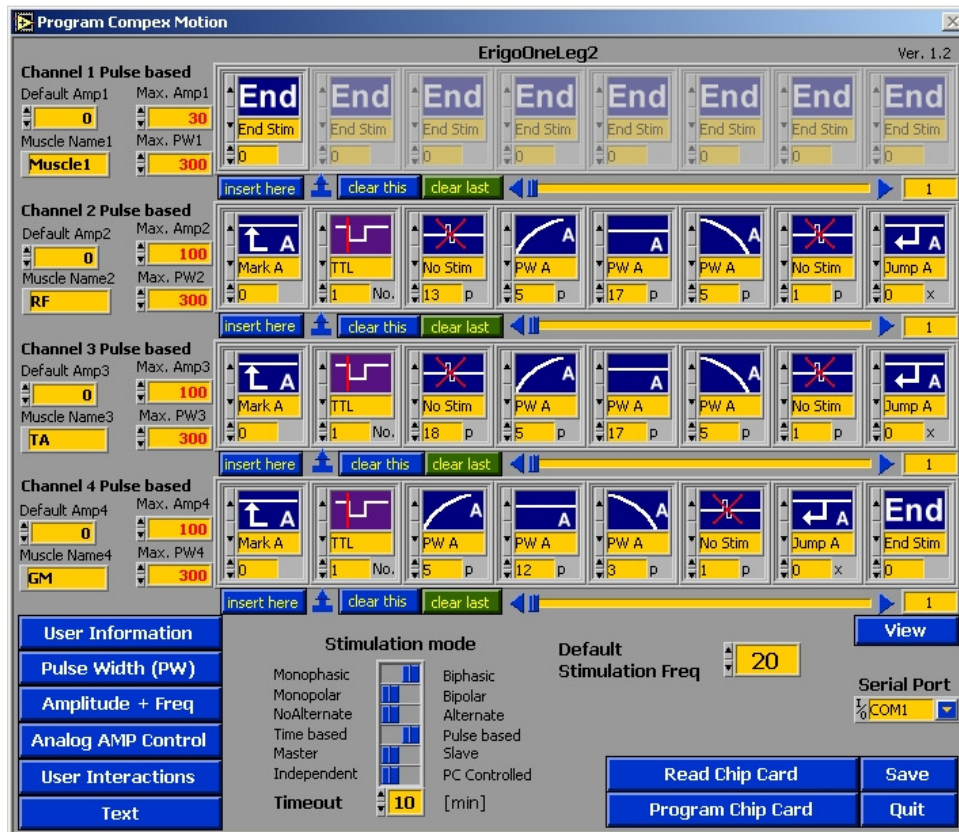 Program Compex Motion
ErigoOneLeg2 Ver. 1.2
Channel 1 Pulse based
Default Amp1 Max. Amp1
0 30
Muscle Name1 Max. PW1
Muscle1 300
End End End End End End End End
End Stim End Stim End Stim End Stim End Stim End Stim End Stim End Stim
0 0 0 0 0 0 0 0
insert here clear this clear last 1
Channel 2 Pulse based
Default Amp2 Max. Amp2
0 100
Muscle Name2 Max. PW2
RF 300
A A A A A
Mark A TTL No Stim PW A PW A PW A No Stim Jump A
0 1 No. 13 p 5 p 17 p 5 p 1 p 0 x
insert here clear this clear last 1
Channel 3 Pulse based
Default Amp3 Max. Amp3
0 100
Muscle Name3 Max. PW3
TA 300
A A A A A
Mark A TTL No Stim PW A PW A PW A No Stim Jump A
0 1 No. 18 p 5 p 17 p 5 p 1 p 0 x
insert here clear this clear last 1
Channel 4 Pulse based
Default Amp4 Max. Amp4
0 100
Muscle Name4 Max. PW4
GM 300
A A A A A End
Mark A TTL PW A PW A PW A No Stim Jump A End Stim
0 1 No. 5 p 12 p 3 p 1 p 0 x 0
insert here clear this clear last 1
User Information
Pulse Width (PW)
Amplitude + Freq
Analog AMP Control
User Interactions
Text
Stimulation mode
Monophasic Biphasic
Monopolar Bipolar
NoAlternate Alternate
Time based Pulse based
Master Slave
Independent PC Controlled
Timeout 10 [min]
Default
Stimulation Freq 20
View
Serial Port
I/O COM1
Read Chip Card Save
Program Chip Card Quit